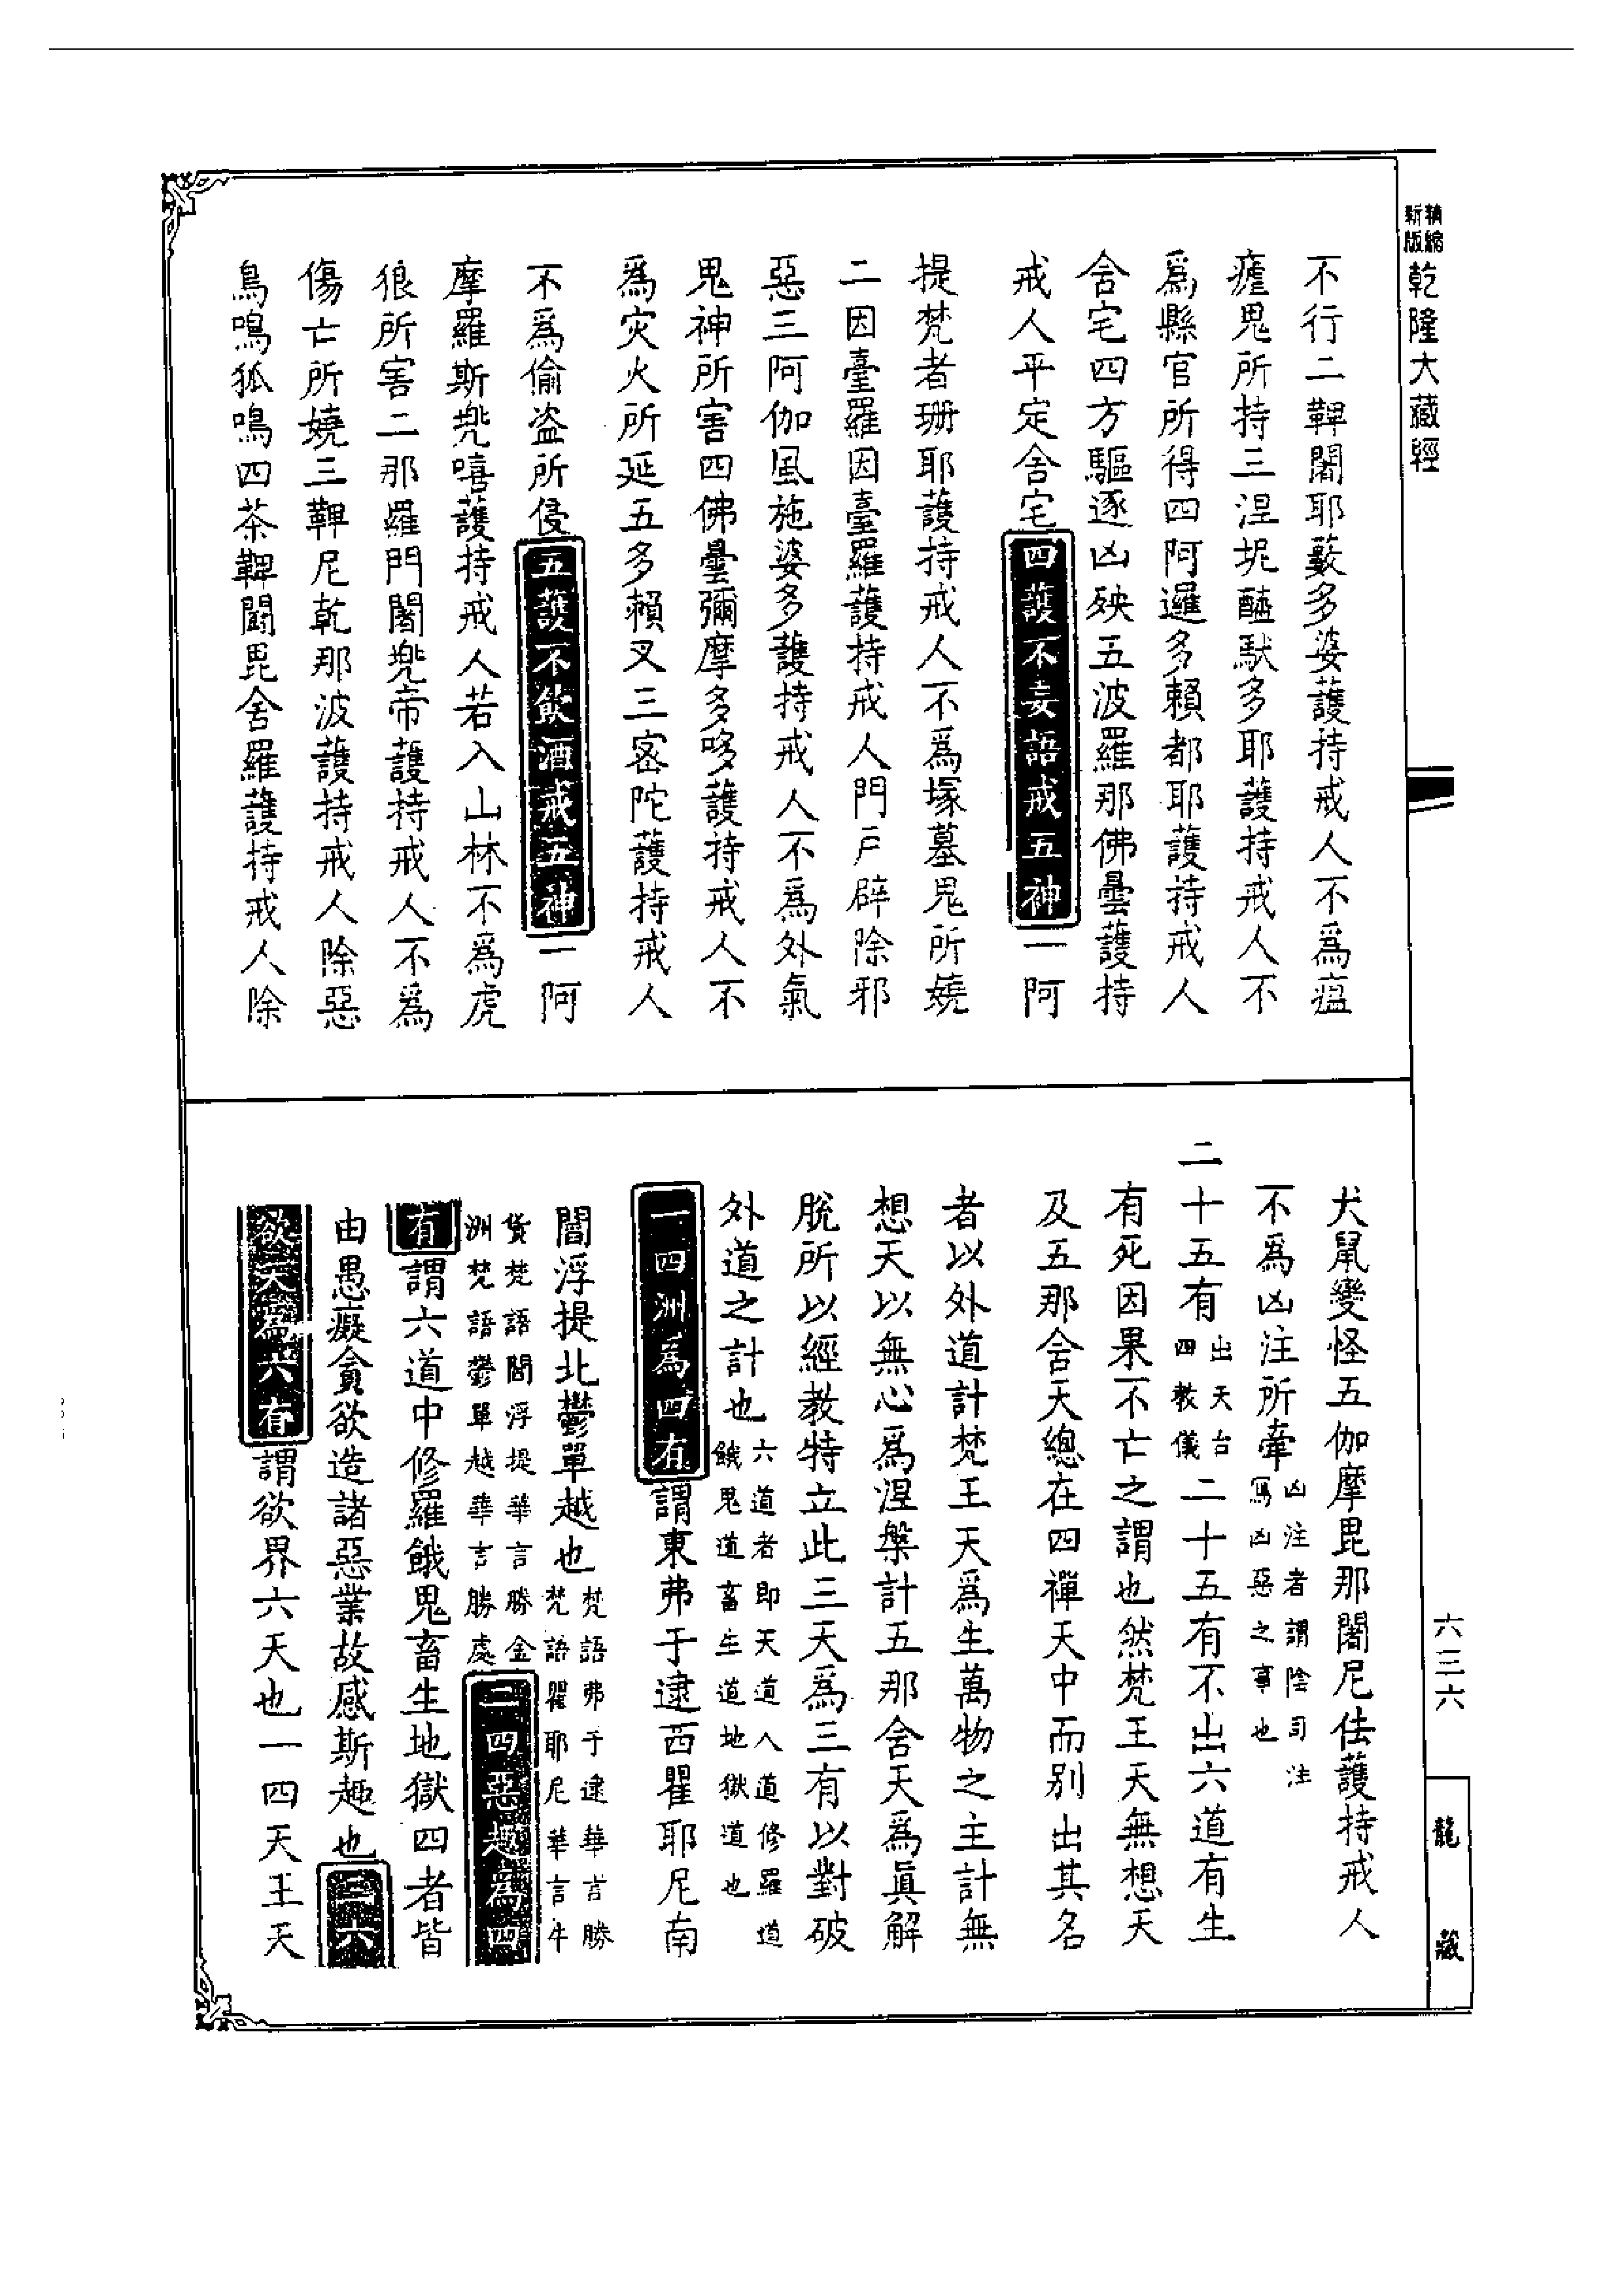 新版 精縮 乾隆大藏經
不行二鞞闍耶藪多婆護持戒人不爲瘟
瘧鬼所持三涅坭醯馱多耶護持戒人不
爲縣官所得四阿邏多賴都耶護持戒人
舍宅四方驅逐凶殃五波羅那佛曇護持
戒人平定舍宅四護不妄語戒五神一阿
提梵者珊耶護持戒人不爲塚墓鬼所嬈
二因臺羅因臺羅護持戒人門戶辟除邪
惡三阿伽風施婆多護持戒人不爲外氣
鬼神所害四佛曇彌摩多哆護持戒人不
爲灾火所延五多賴叉三密陀護持戒人
不爲偷盗所侵五護不飲酒戒五神一阿
摩羅斯兠嘻護持戒人若入山林不爲虎
狼所害二那羅門闍兠帝護持戒人不爲
傷亡所嬈三鞞尼乾那波護持戒人除惡
鳥鳴狐鳴四茶鞞闘毘舍羅護持戒人除
犬鼠變怪五伽摩毘那闍尼佉護持戒人
不爲凶注所牽凶注者謂陰司注
寫凶惡之事也
二十五有出天台
四教儀二十五有不出六道有生
有死因果不亡之謂也然梵王天無想天
及五那含天總在四禪天中而別出其名
者以外道計梵王天爲生萬物之主計無
想天以無心爲涅槃計五那含天爲眞解
脫所以經教特立此三天爲三有以對破
外道之計也六道者即天道人道修羅道
餓鬼道畜生道地獄道也
一四洲為四有謂東弗于逮西瞿耶尼南
閻浮提北鬱單越也梵語弗于逮華言勝
梵語瞿耶尼華言牛
貨梵語閻浮提華言勝金
洲梵語鬱單越華言勝處二四惡趣為四
有謂六道中修羅餓鬼畜生地獄四者皆
由愚癡貪欲造諸惡業故感斯趣也三六
欲天為六有謂欲界六天也一四天王天
六三六
龍藏